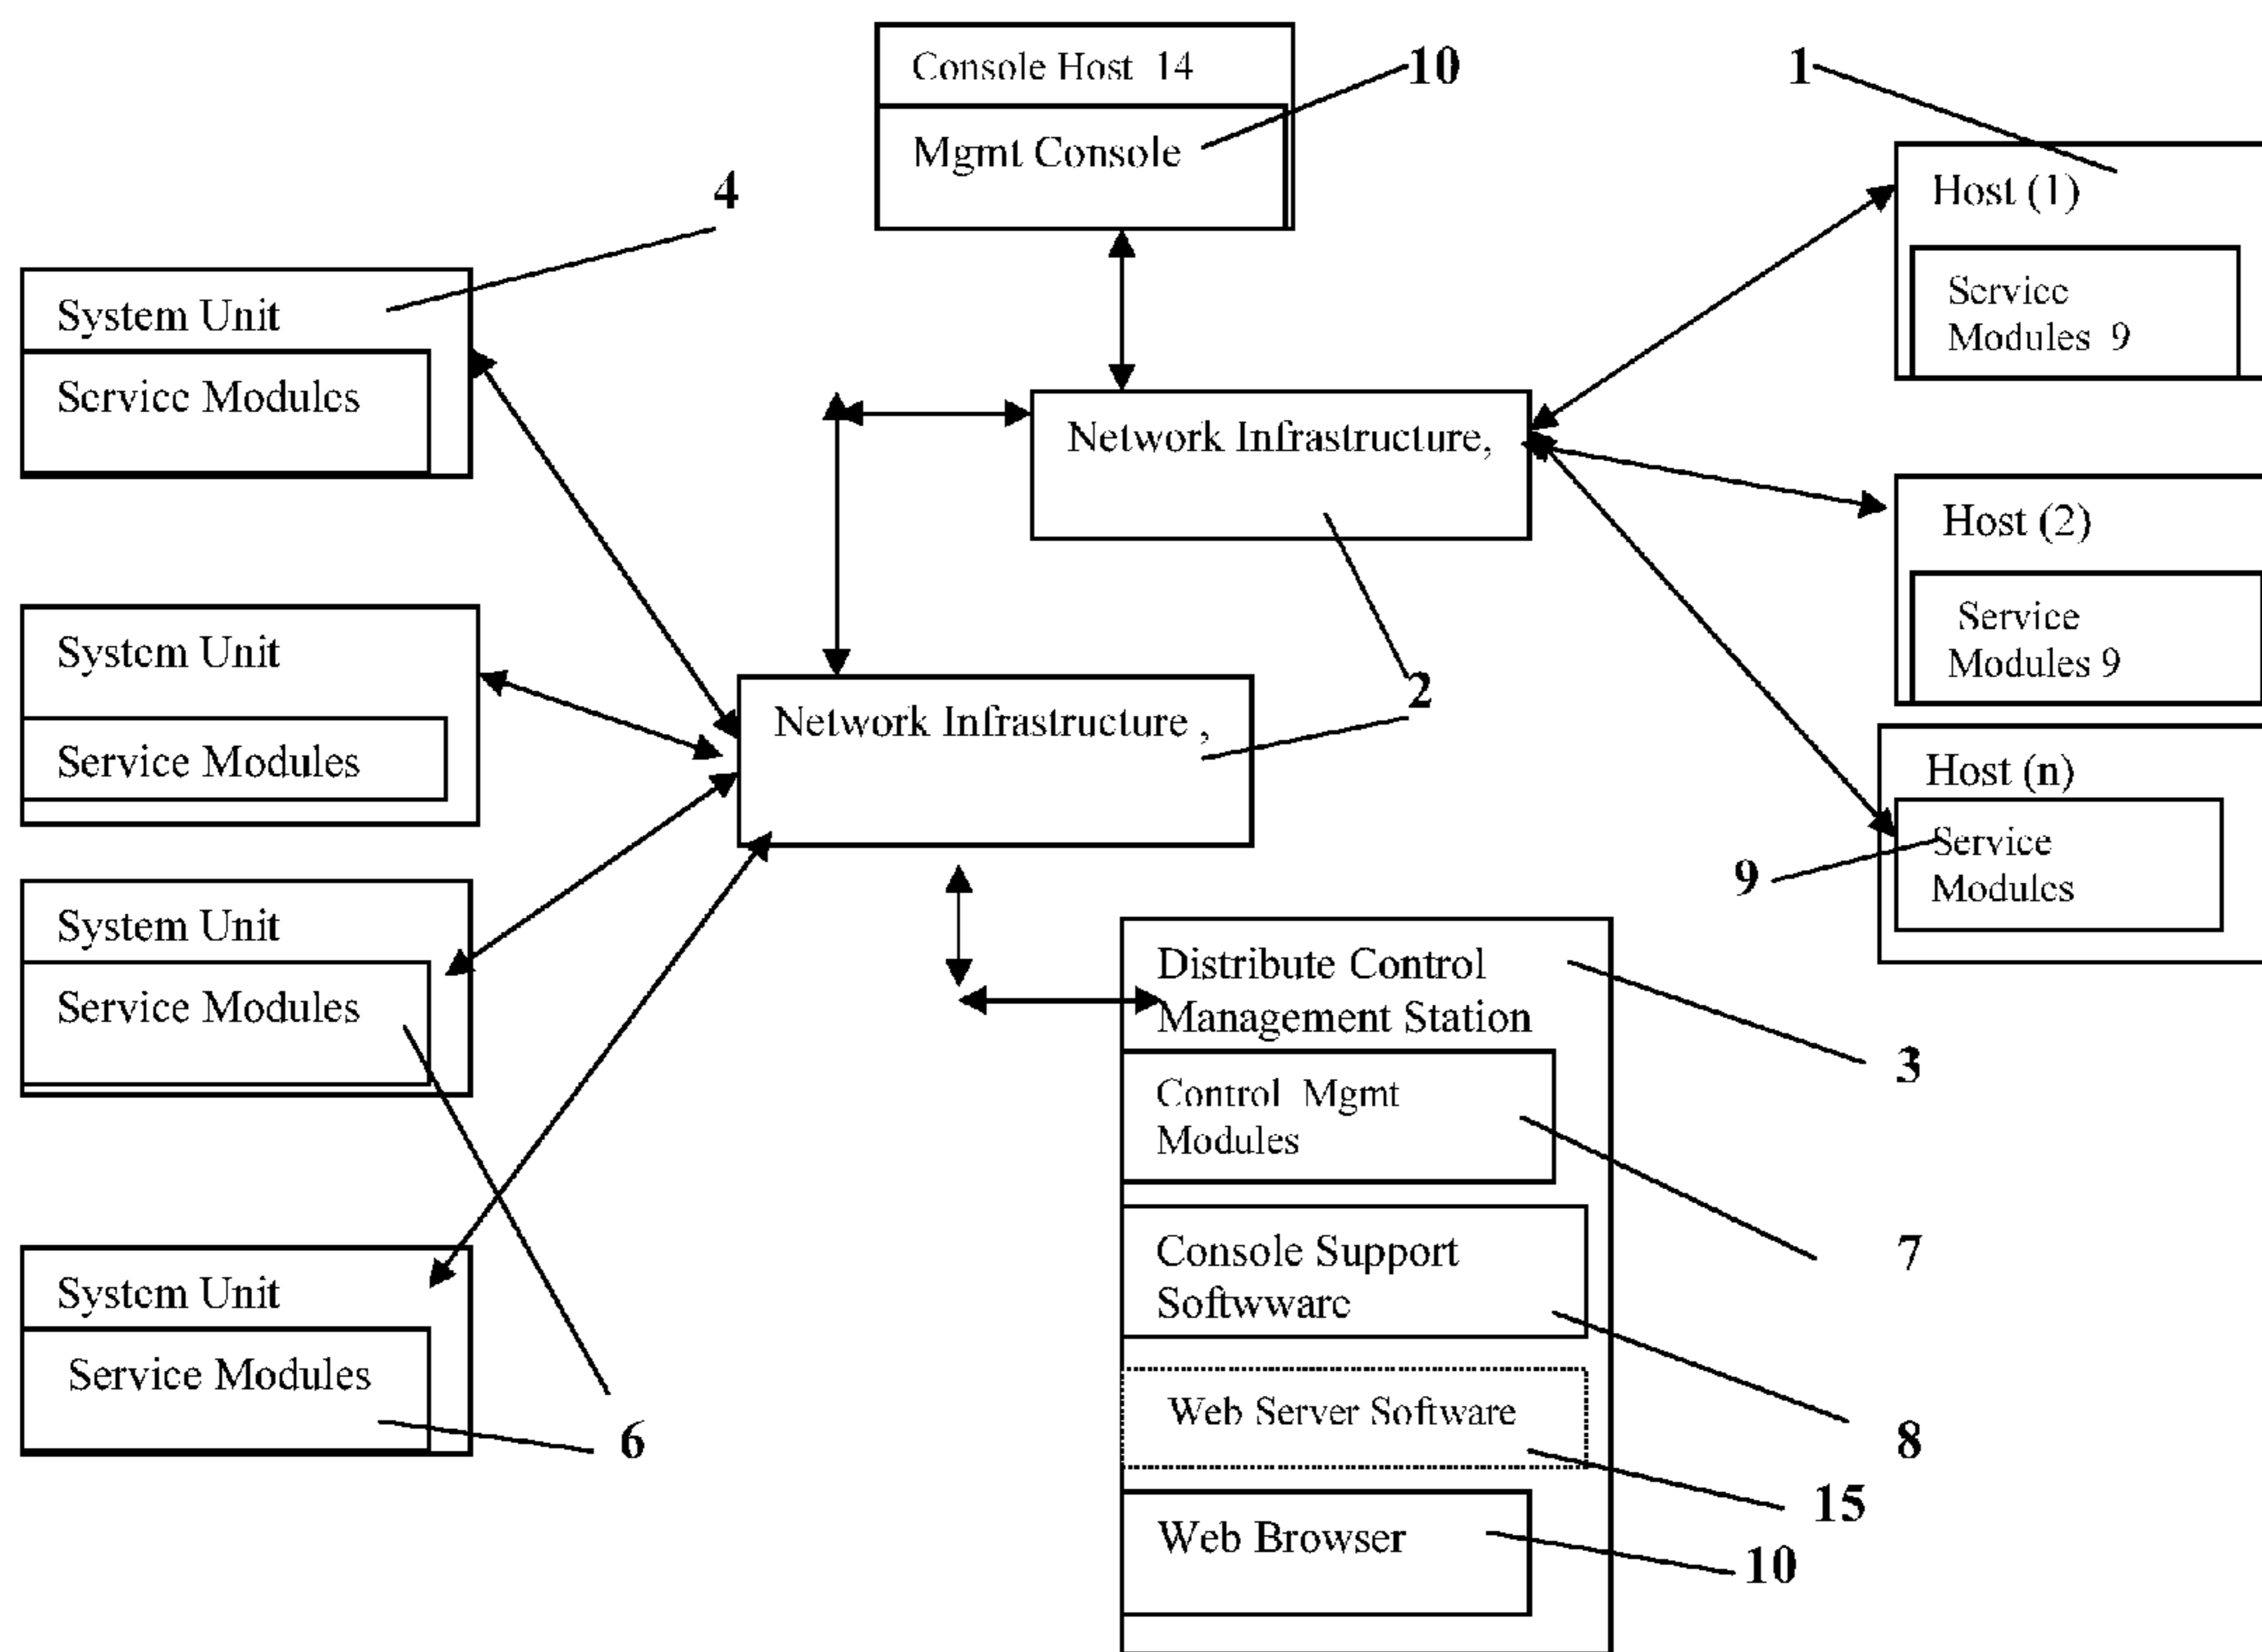 Console Host 14
10
Mgmt Console
1
Host (1)
Service
Modules 9
4
System Unit
Service Modules
Network Infrastructure,
Host (2)
Service
Modules 9
System Unit
Service Modules
2
Network Infrastructure ,
Host (n)
Service
Modules
9
System Unit
Service Modules
Distribute Control
Management Station
3
Control Mgmt
Modules
7
Console Support
Softwware
8
System Unit
Service Modules
6
Web Server Software
15
Web Browser
10